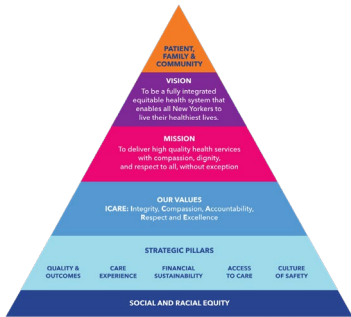 PATIENT,
FAMILY &
COMMUNITY
VISION
To be a fully integrated
equitable health system that
enables all New Yorkers to
live their healthiest lives.
MISSION
To deliver high quality health services
with compassion, dignity,
and respect to all, without exception
OUR VALUES
ICARE: Integrity, Compassion, Accountability,
Respect and Excellence
STRATEGIC PILLARS
QUALITY &
OUTCOMES
CARE
EXPERIENCE
FINANCIAL
SUSTAINABILITY
ACCESS
TO CARE
CULTURE
OF SAFETY
SOCIAL AND RACIAL EQUITY